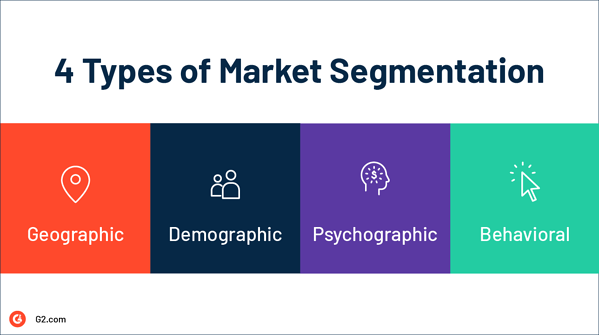 4 Types of Market Segmentation
Geographic
Demographic
Psychographic
Behavioral
G2.com